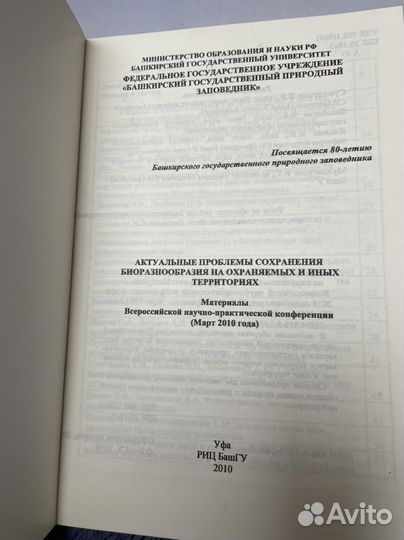 МИНИСТЕРСТВО ОБРАЗОВАНИЯ И НАУКИ РФ
БАШКИРСКИЙ ГОСУДАРСТВЕННЫЙ УНИВЕРСИТЕТ
ФЕДЕРАЛЬНОЕ ГОСУДАРСТВЕННОЕ УЧРЕЖДЕНИЕ
«БАШКИРСКИЙ ГОСУДАРСТВЕННЫЙ ПРИРОДНЫЙ
ЗАПОВЕДНИК»
Посвящается 80-летию
Башкирского государственного природного заповедника
АКТУАЛЬНЫЕ ПРОБЛЕМЫ СОХРАНЕНИЯ
БИОРАЗНООБРАЗИЯ НА ОХРАНЯЕМЫХ И ИНЫХ
ТЕРРИТОРИЯХ
Материалы
Всероссийской научно-практической конференции
(Март 2010 года)
Уфа
РИЦ БашГУ
2010
Avito